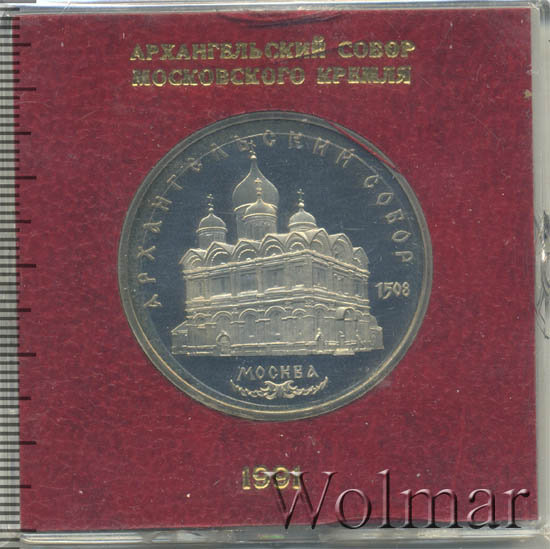 АРХАНГЕЛЬСКИЙ СОБОР
МОСКОВСКОГО КРЕМЛЯ
АРХАНГЕЛЬСКИЙ СОБОР
1508
МОСКВА
1991
Wolmar